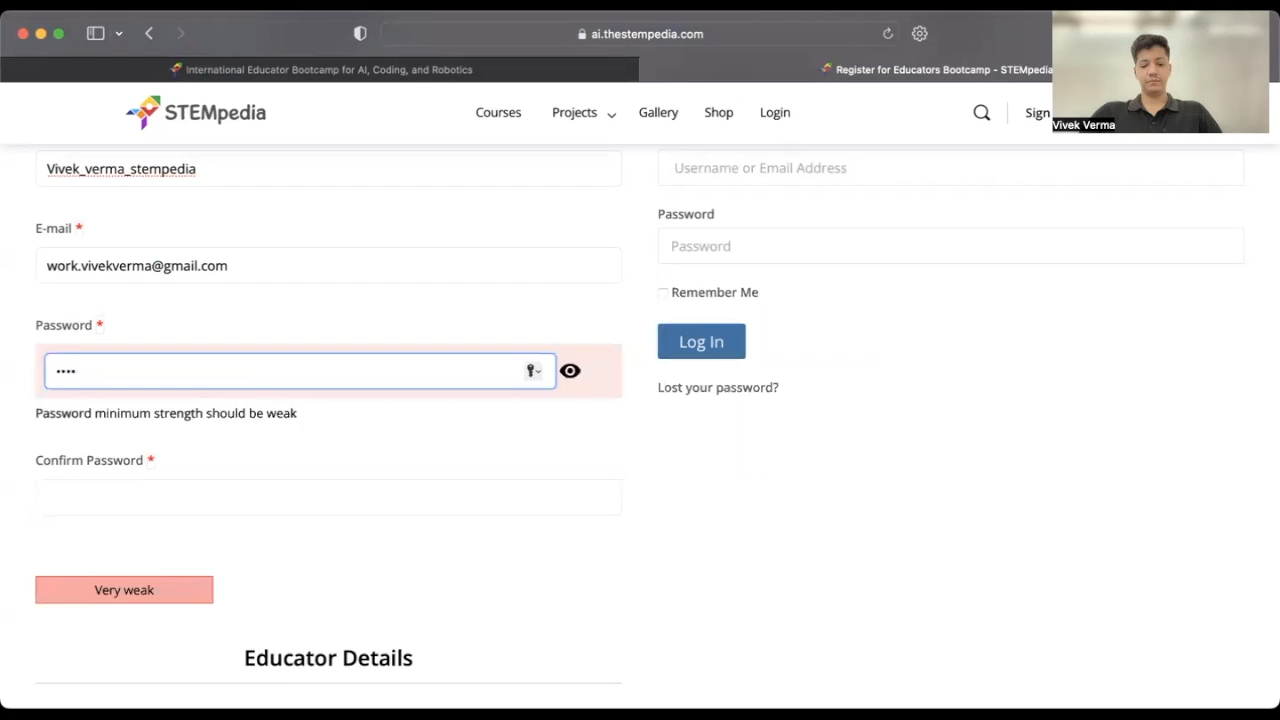 ai.thestempedia.com
International Educator Bootcamp for AI, Coding, and Robotics
Register for Educators Bootcamp - STEMpedia
Vivek Verma
STEMpedia
Courses
Projects
Gallery
Shop
Login
Sign
Vivek_verma_stempedia
Username or Email Address
E-mail *
Password
work.vivekverma@gmail.com
Password
Remember Me
Password *
Log In
••••
Lost your password?
Password minimum strength should be weak
Confirm Password *
Very weak
Educator Details